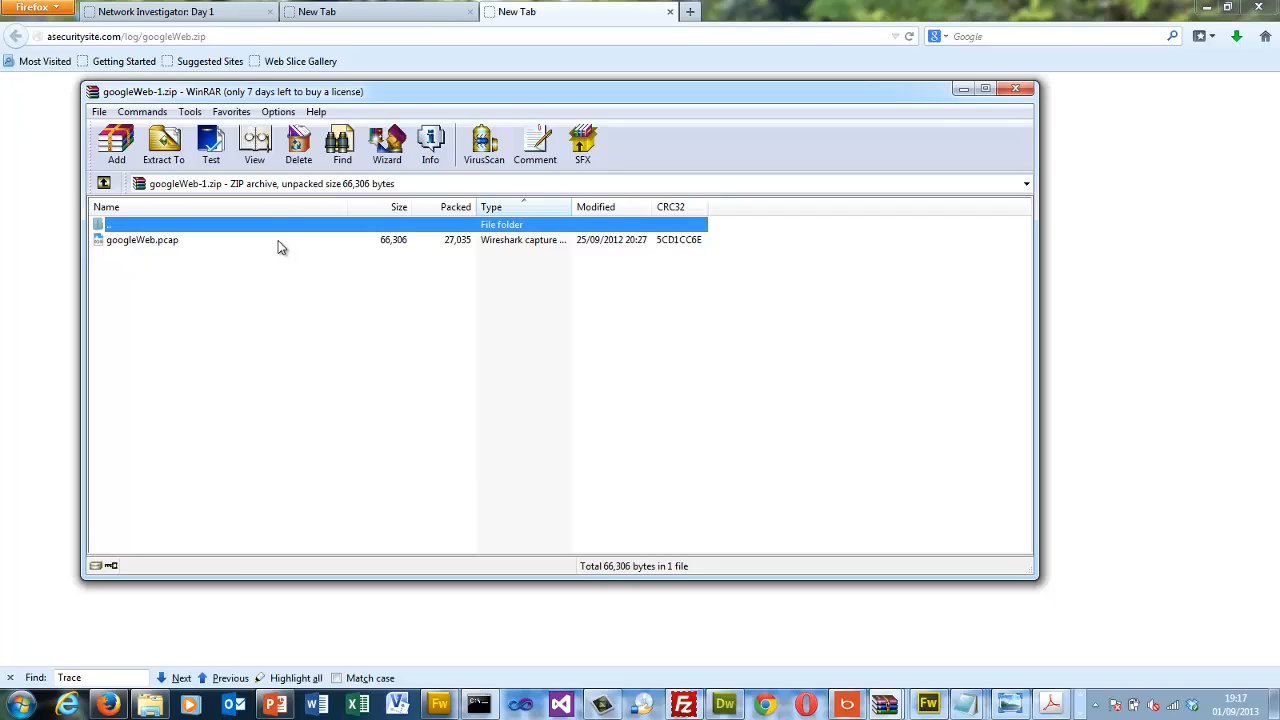 Firefox
Network Investigator: Day 1
New Tab
New Tab
asecuritysite.com/log/googleWeb.zip
Google
Most Visited
Getting Started
Suggested Sites
Web Slice Gallery
googleWeb-1.zip - WinRAR (only 7 days left to buy a license)
File Commands Tools Favorites Options Help
Add Extract To Test View Delete Find Wizard Info VirusScan Comment SFX
googleWeb-1.zip - ZIP archive, unpacked size 66,306 bytes
Name Size Packed Type Modified CRC32
.. File folder
googleWeb.pcap 66,306 27,035 Wireshark capture ... 25/09/2012 20:27 5CD1CC6E
Total 66,306 bytes in 1 file
Find: Trace Next Previous Highlight all Match case
19:17
01/09/2013